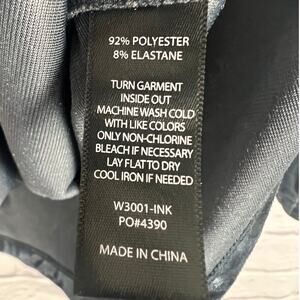 92% POLYESTER
8% ELASTANE
TURN GARMENT
INSIDE OUT
MACHINE WASH COLD
WITH LIKE COLORS
ONLY NON-CHLORINE
BLEACH IF NECESSARY
LAY FLAT TO DRY
COOL IRON IF NEEDED
W3001-INK
PO#4390
MADE IN CHINA